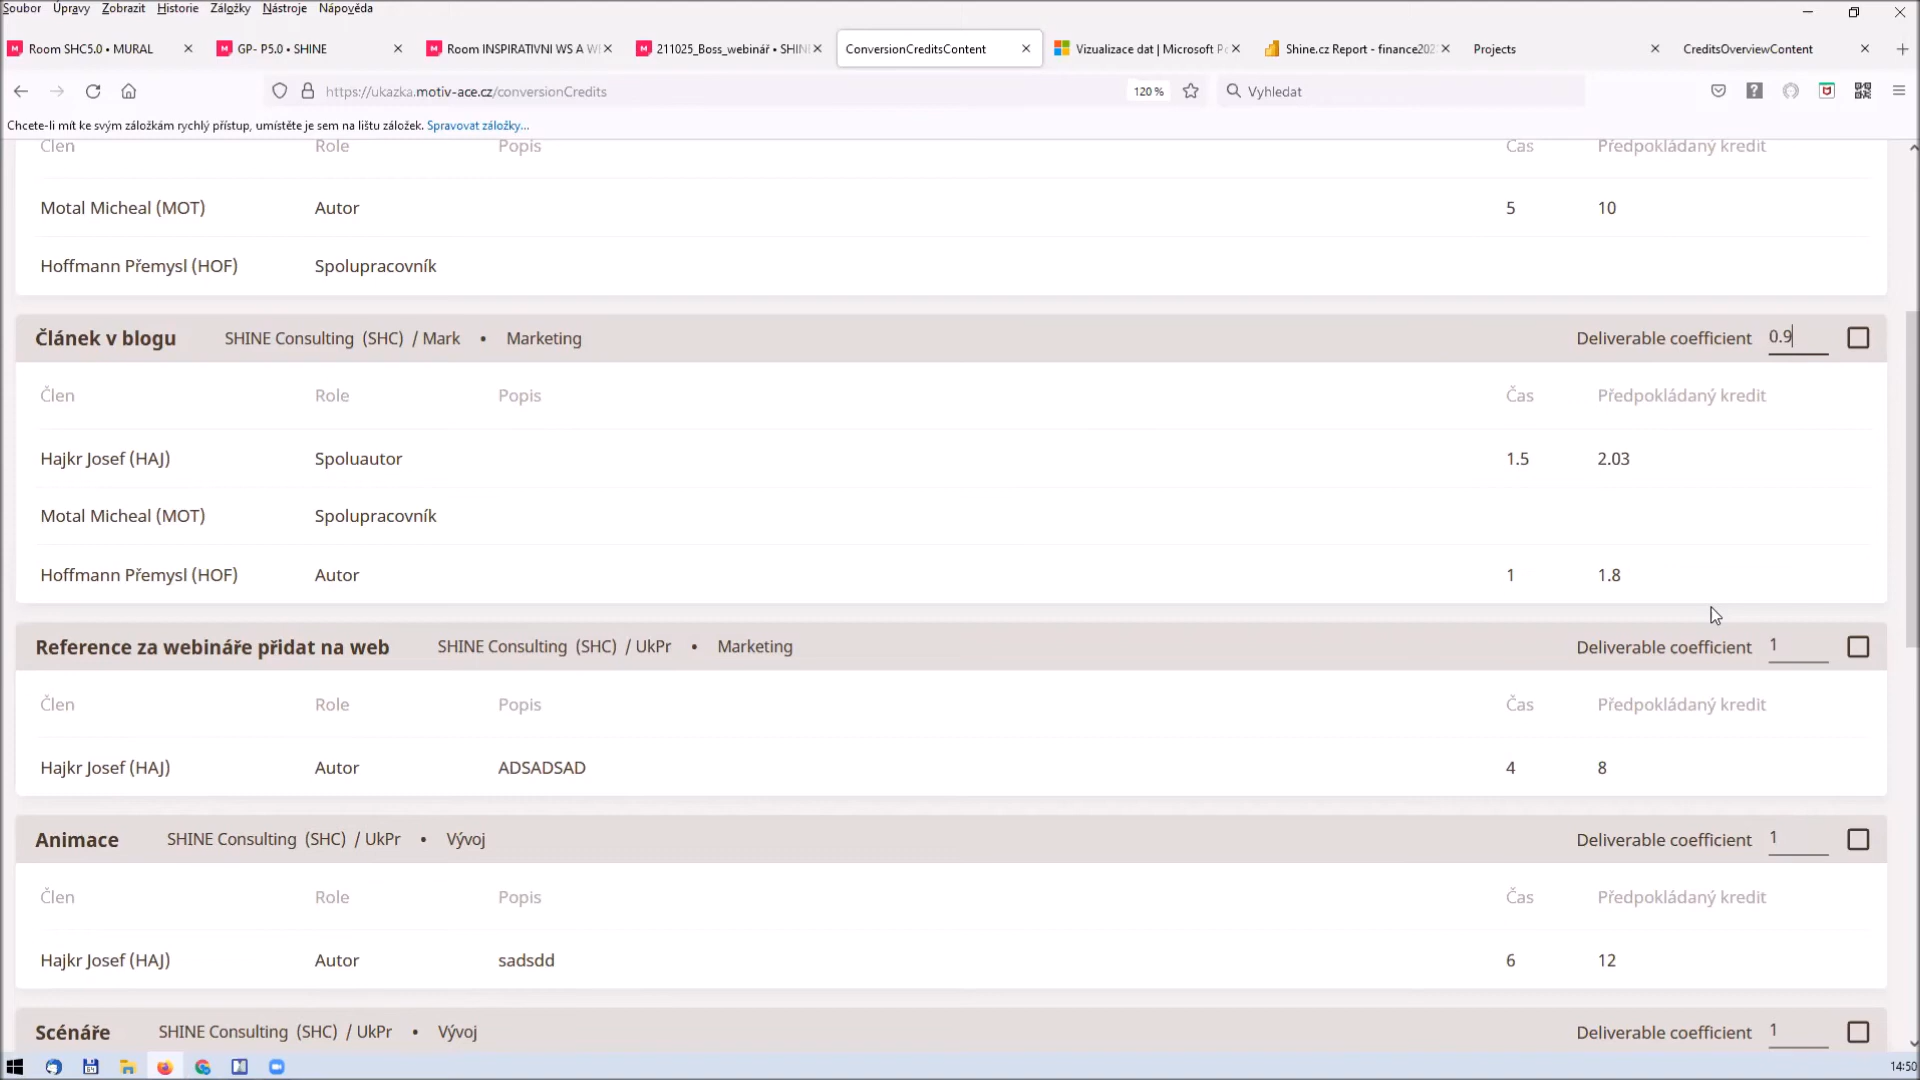 Soubor Úpravy Zobrazit Historie Záložky Nástroje Nápověda
Room SHC5.0 • MURAL GP- P5.0 • SHINE Room INSPIRATIVNI WS A W 211025_Boss_webinář • SHIN ConversionCreditsContent Vizualizace dat | Microsoft P Shine.cz Report - finance202 Projects CreditsOverviewContent
https://ukazka.motiv-ace.cz/conversionCredits 120 % Vyhledat
Chcete-li mít ke svým záložkám rychlý přístup, umístěte je sem na lištu záložek. Spravovat záložky...
Člen Role Popis Čas Předpokládaný kredit
Motal Micheal (MOT) Autor 5 10
Hoffmann Přemysl (HOF) Spolupracovník
Článek v blogu SHINE Consulting (SHC) / Mark • Marketing Deliverable coefficient 0.9
Člen Role Popis Čas Předpokládaný kredit
Hajkr Josef (HAJ) Spoluautor 1.5 2.03
Motal Micheal (MOT) Spolupracovník
Hoffmann Přemysl (HOF) Autor 1 1.8
Reference za webináře přidat na web SHINE Consulting (SHC) / UkPr • Marketing Deliverable coefficient 1
Člen Role Popis Čas Předpokládaný kredit
Hajkr Josef (HAJ) Autor ADSADSAD 4 8
Animace SHINE Consulting (SHC) / UkPr • Vývoj Deliverable coefficient 1
Člen Role Popis Čas Předpokládaný kredit
Hajkr Josef (HAJ) Autor sadsdd 6 12
Scénáře SHINE Consulting (SHC) / UkPr • Vývoj Deliverable coefficient 1
14:50